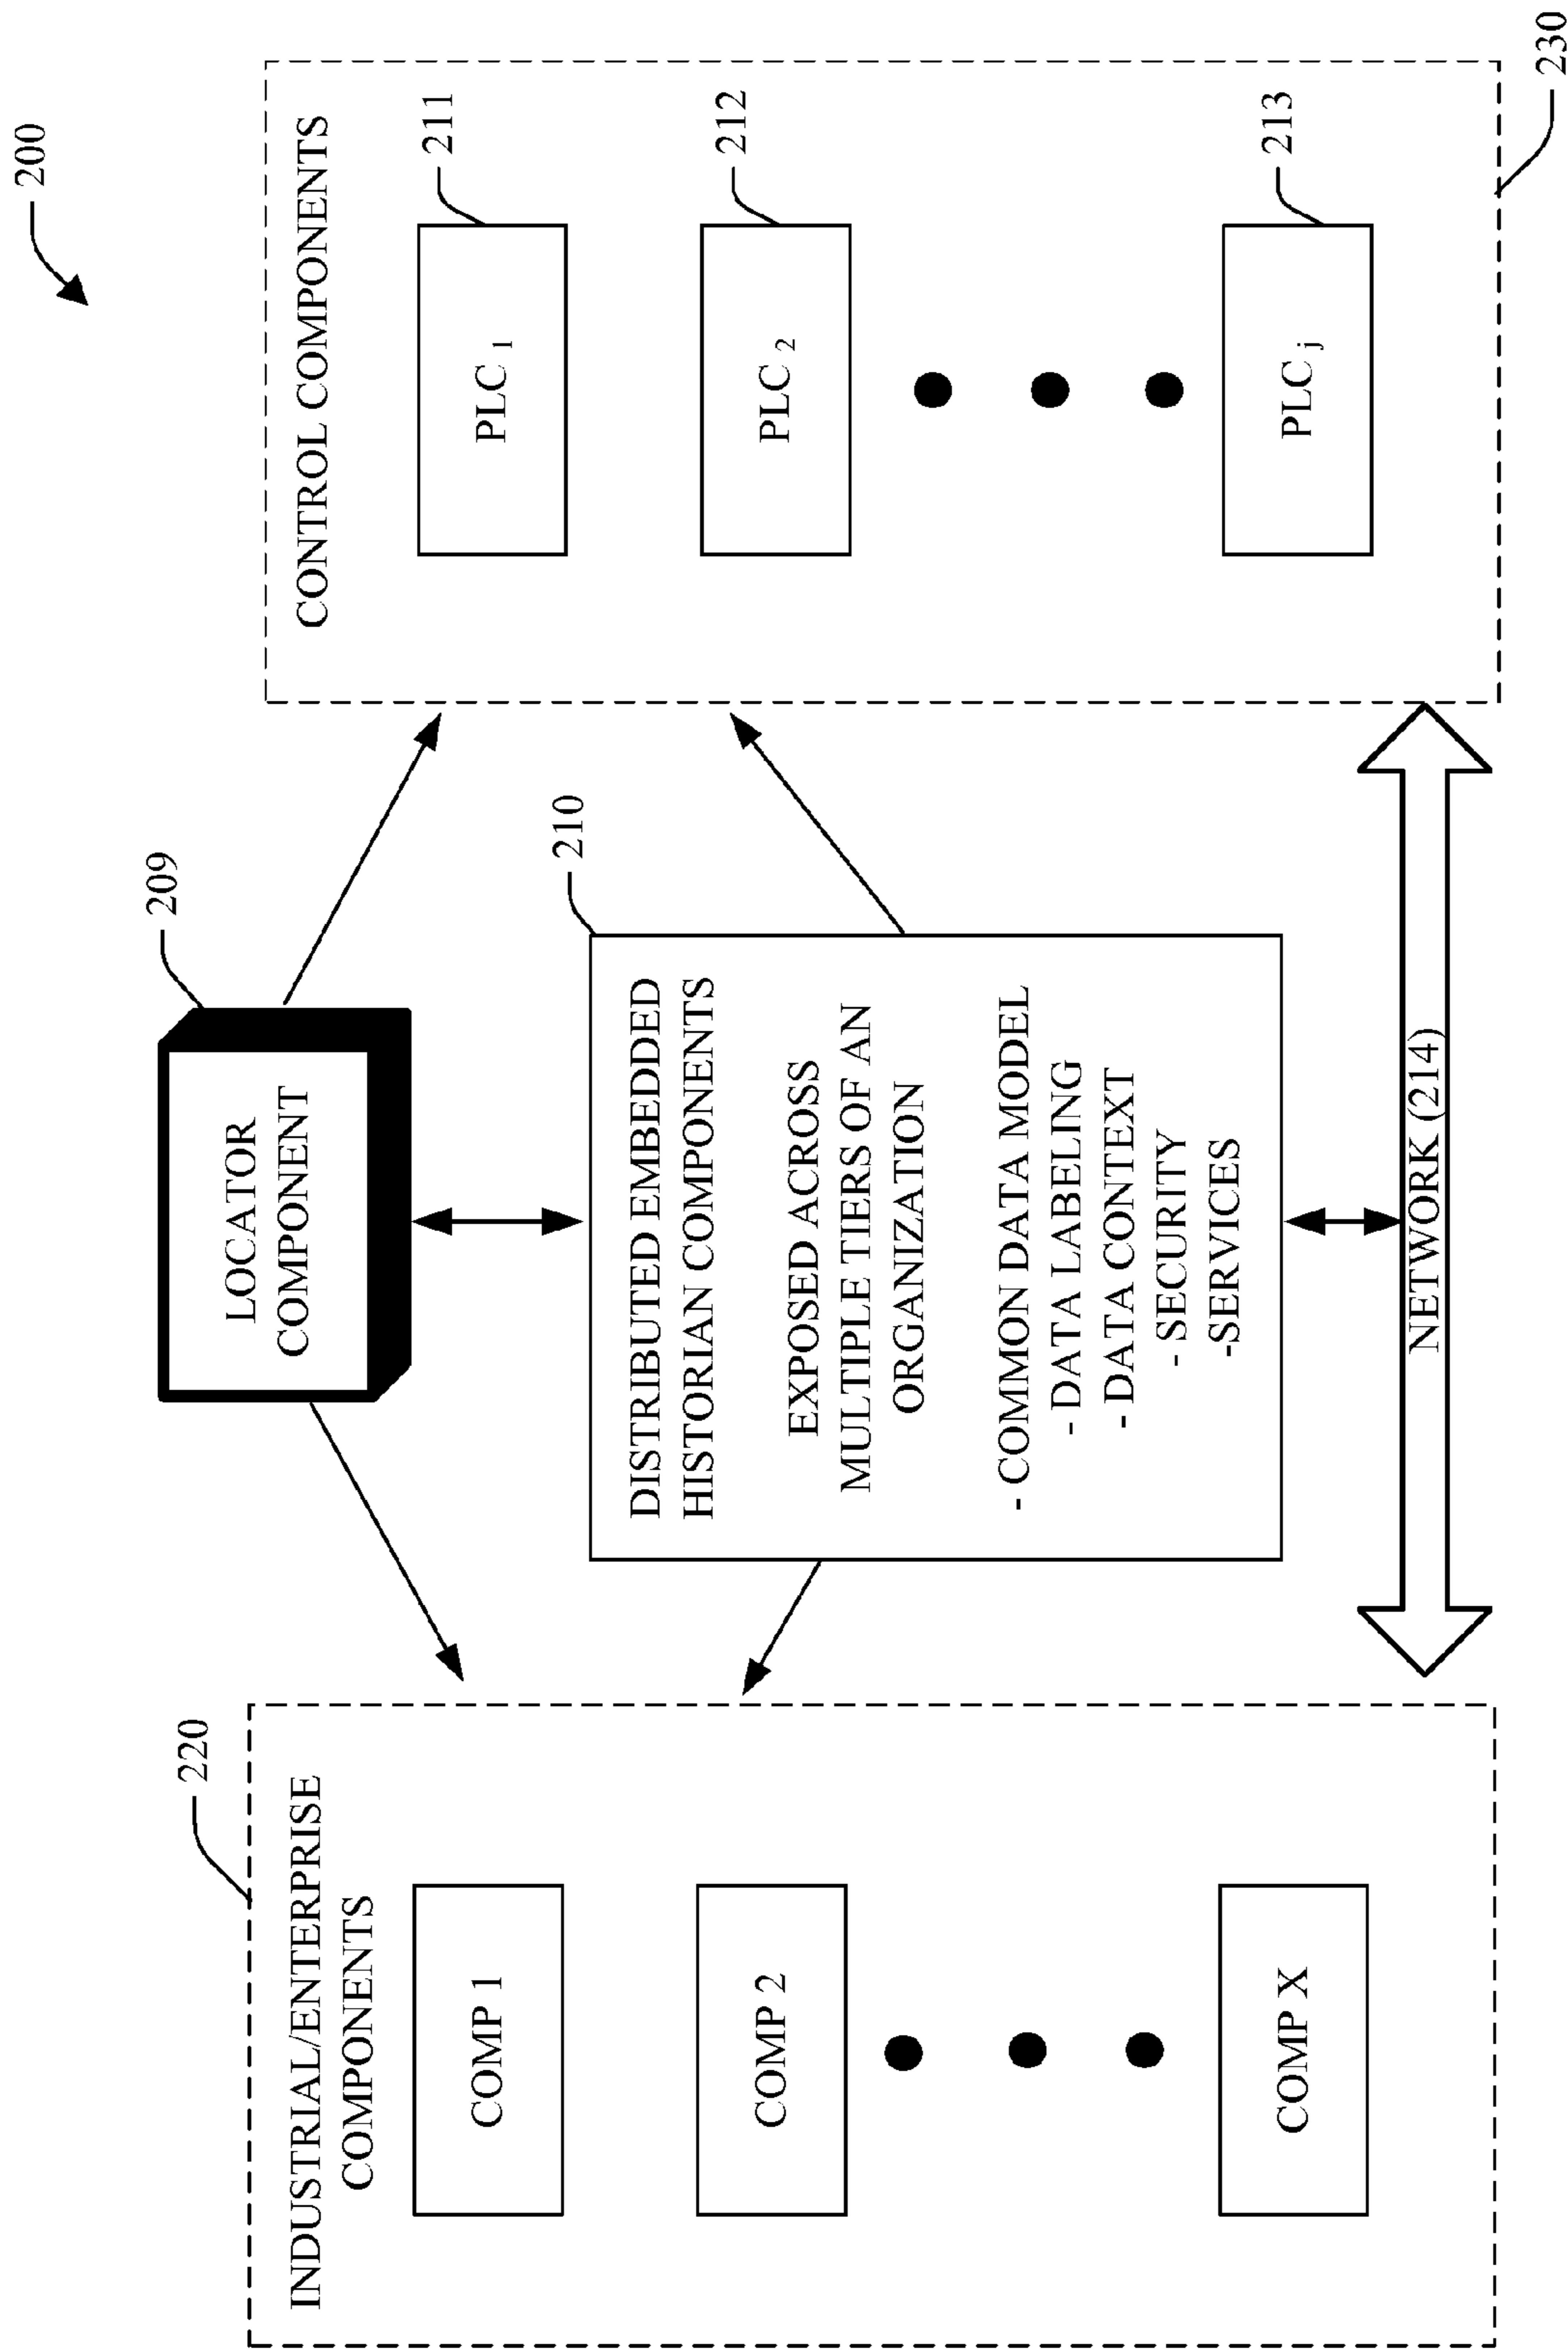 200
209
LOCATOR
COMPONENT
220
INDUSTRIAL/ENTERPRISE
COMPONENTS
COMP 1
COMP 2
COMP X
210
DISTRIBUTED EMBEDDED
HISTORIAN COMPONENTS
EXPOSED ACROSS
MULTIPLE TIERS OF AN
ORGANIZATION
- COMMON DATA MODEL
- DATA LABELING
- DATA CONTEXT
- SECURITY
-SERVICES
CONTROL COMPONENTS
PLC 1
211
PLC 2
212
PLC j
213
NETWORK (214)
230